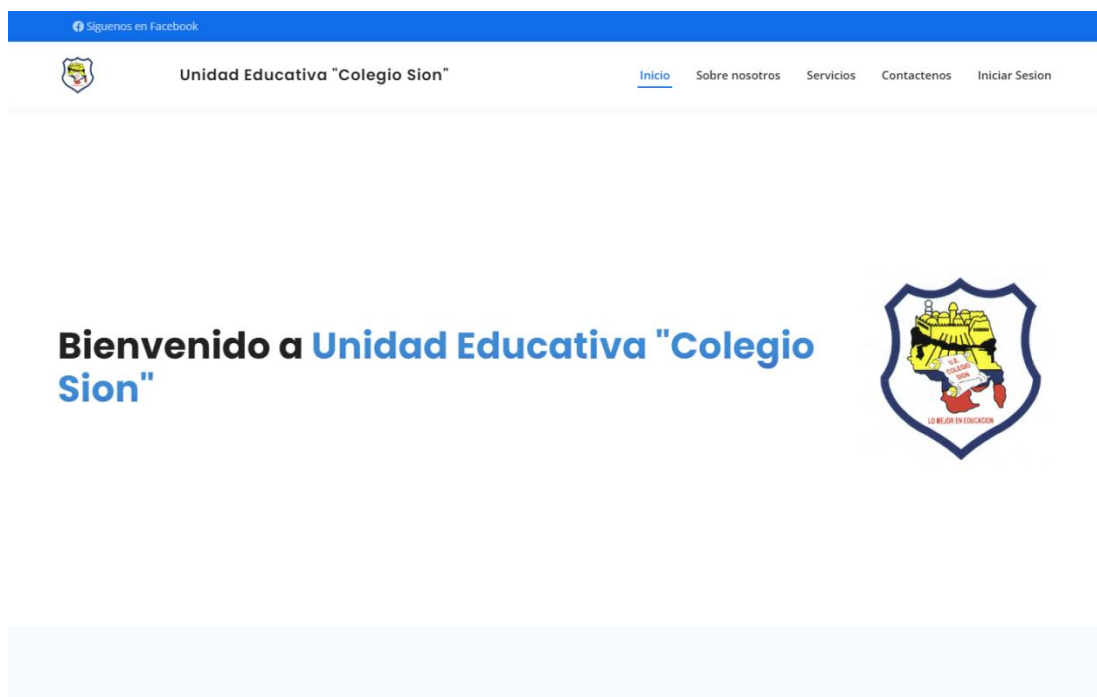 Siguenos en Facebook
Unidad Educativa "Colegio Sion"
Inicio Sobre nosotros Servicios Contactenos Iniciar Sesion
Bienvenido a Unidad Educativa "Colegio
Sion"
U.E.
COLEGIO
SION
LO MEJOR EN EDUCACION